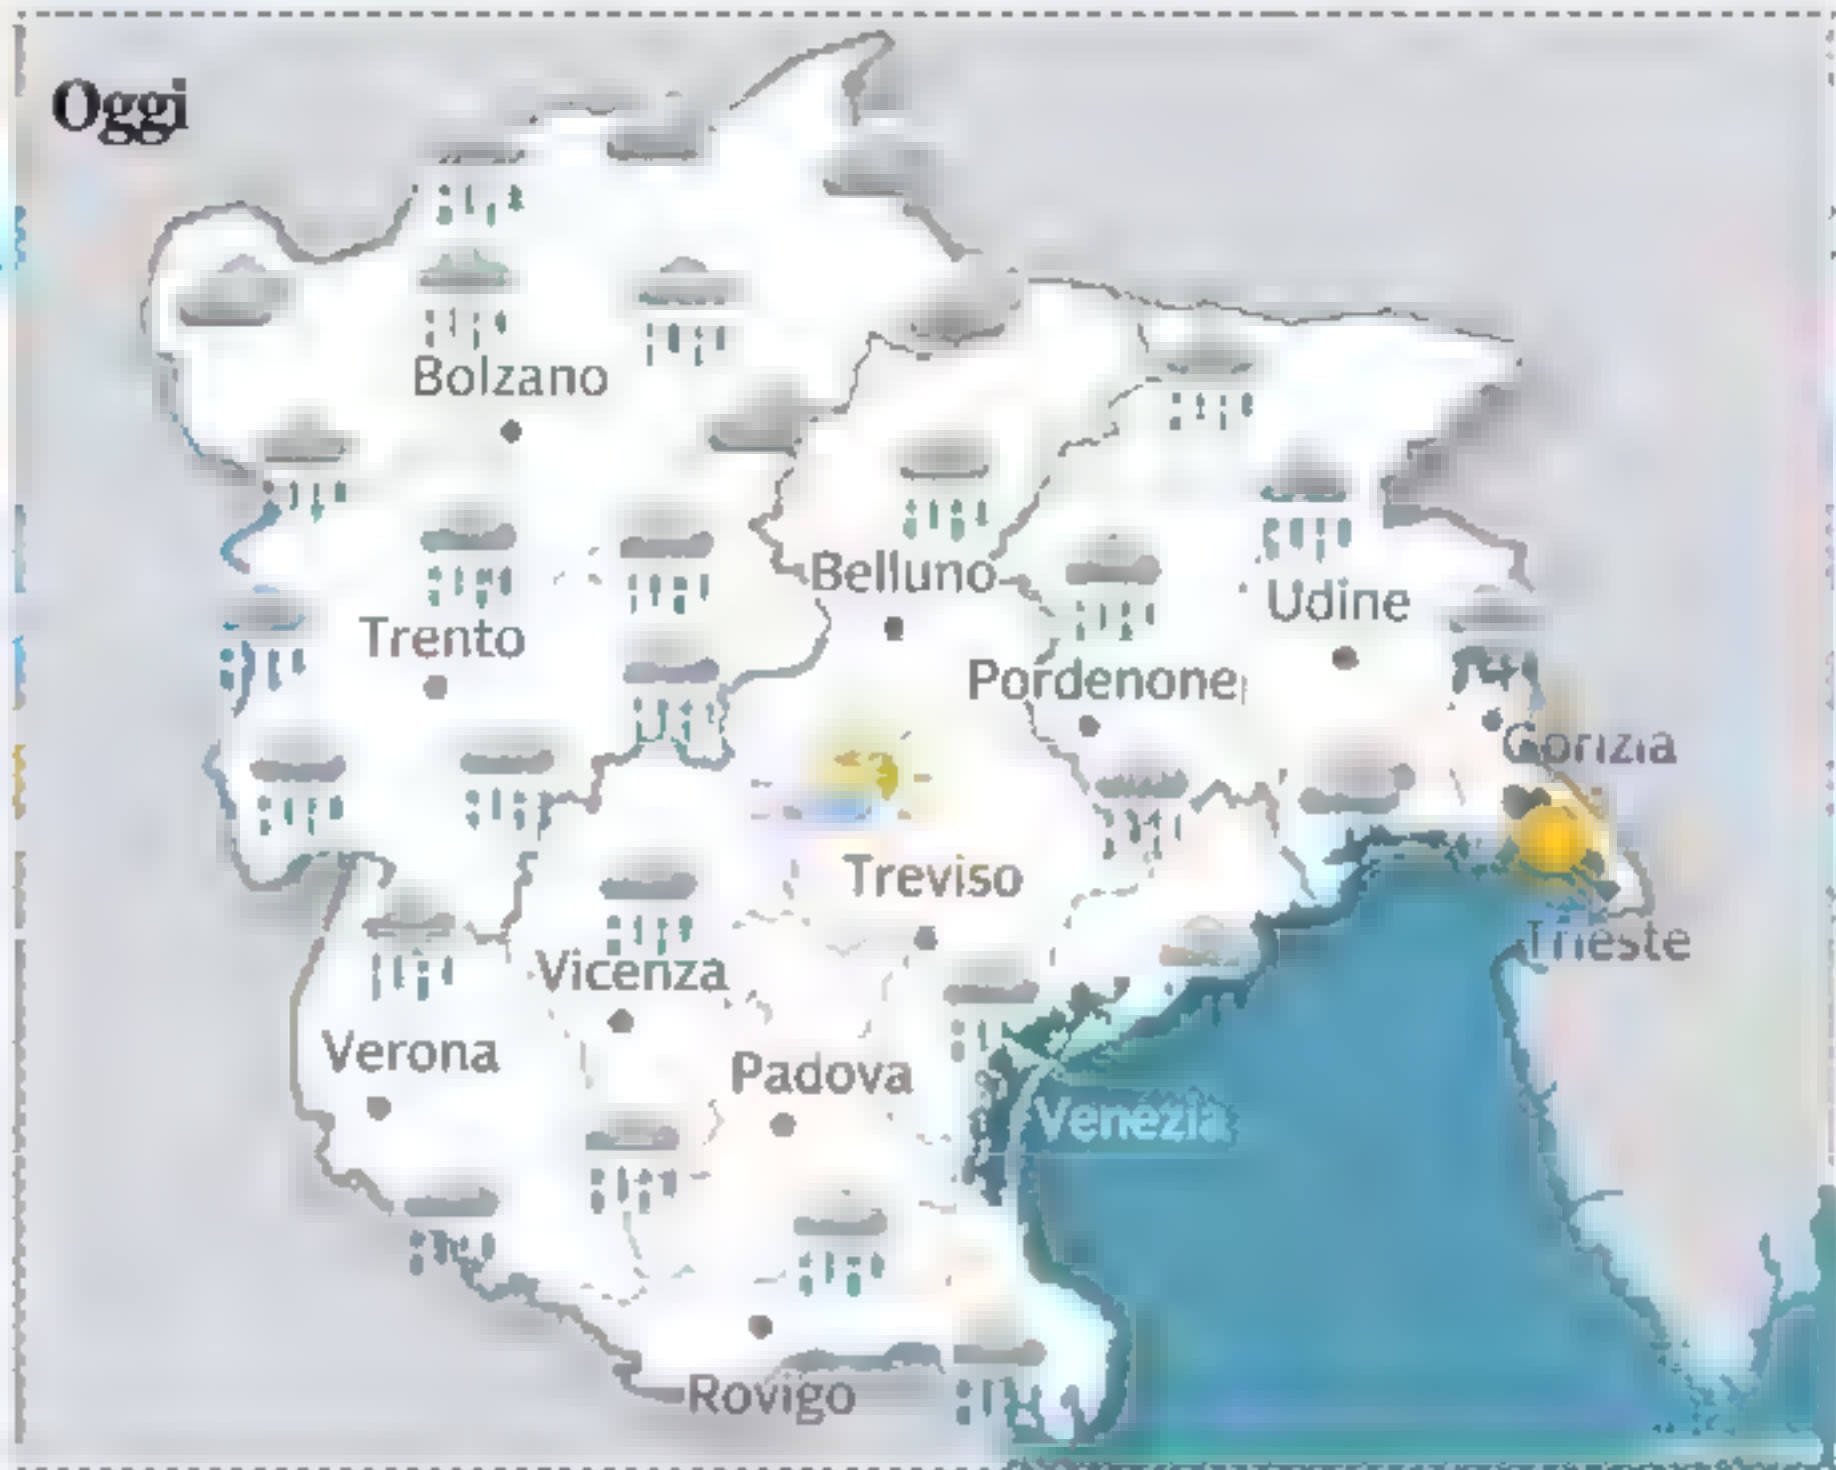 Oggi
Bolzano
Belluno
Trento
Udine
Pordenone
Gorizia
Treviso
Trieste
Vicenza
Verona
Padova
Venezia
Rovigo